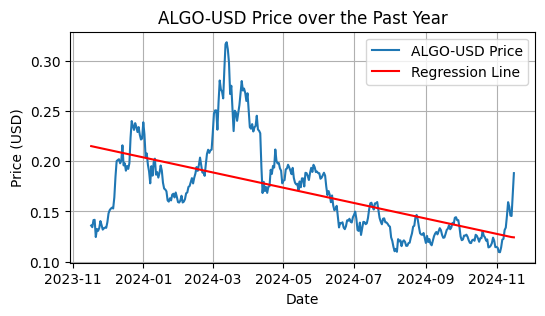 ALGO-USD Price over the Past Year
ALGO-USD Price
Regression Line
Price (USD)
0.30
0.25
0.20
0.15
0.10
2023-11 2024-01 2024-03 2024-05 2024-07 2024-09 2024-11
Date